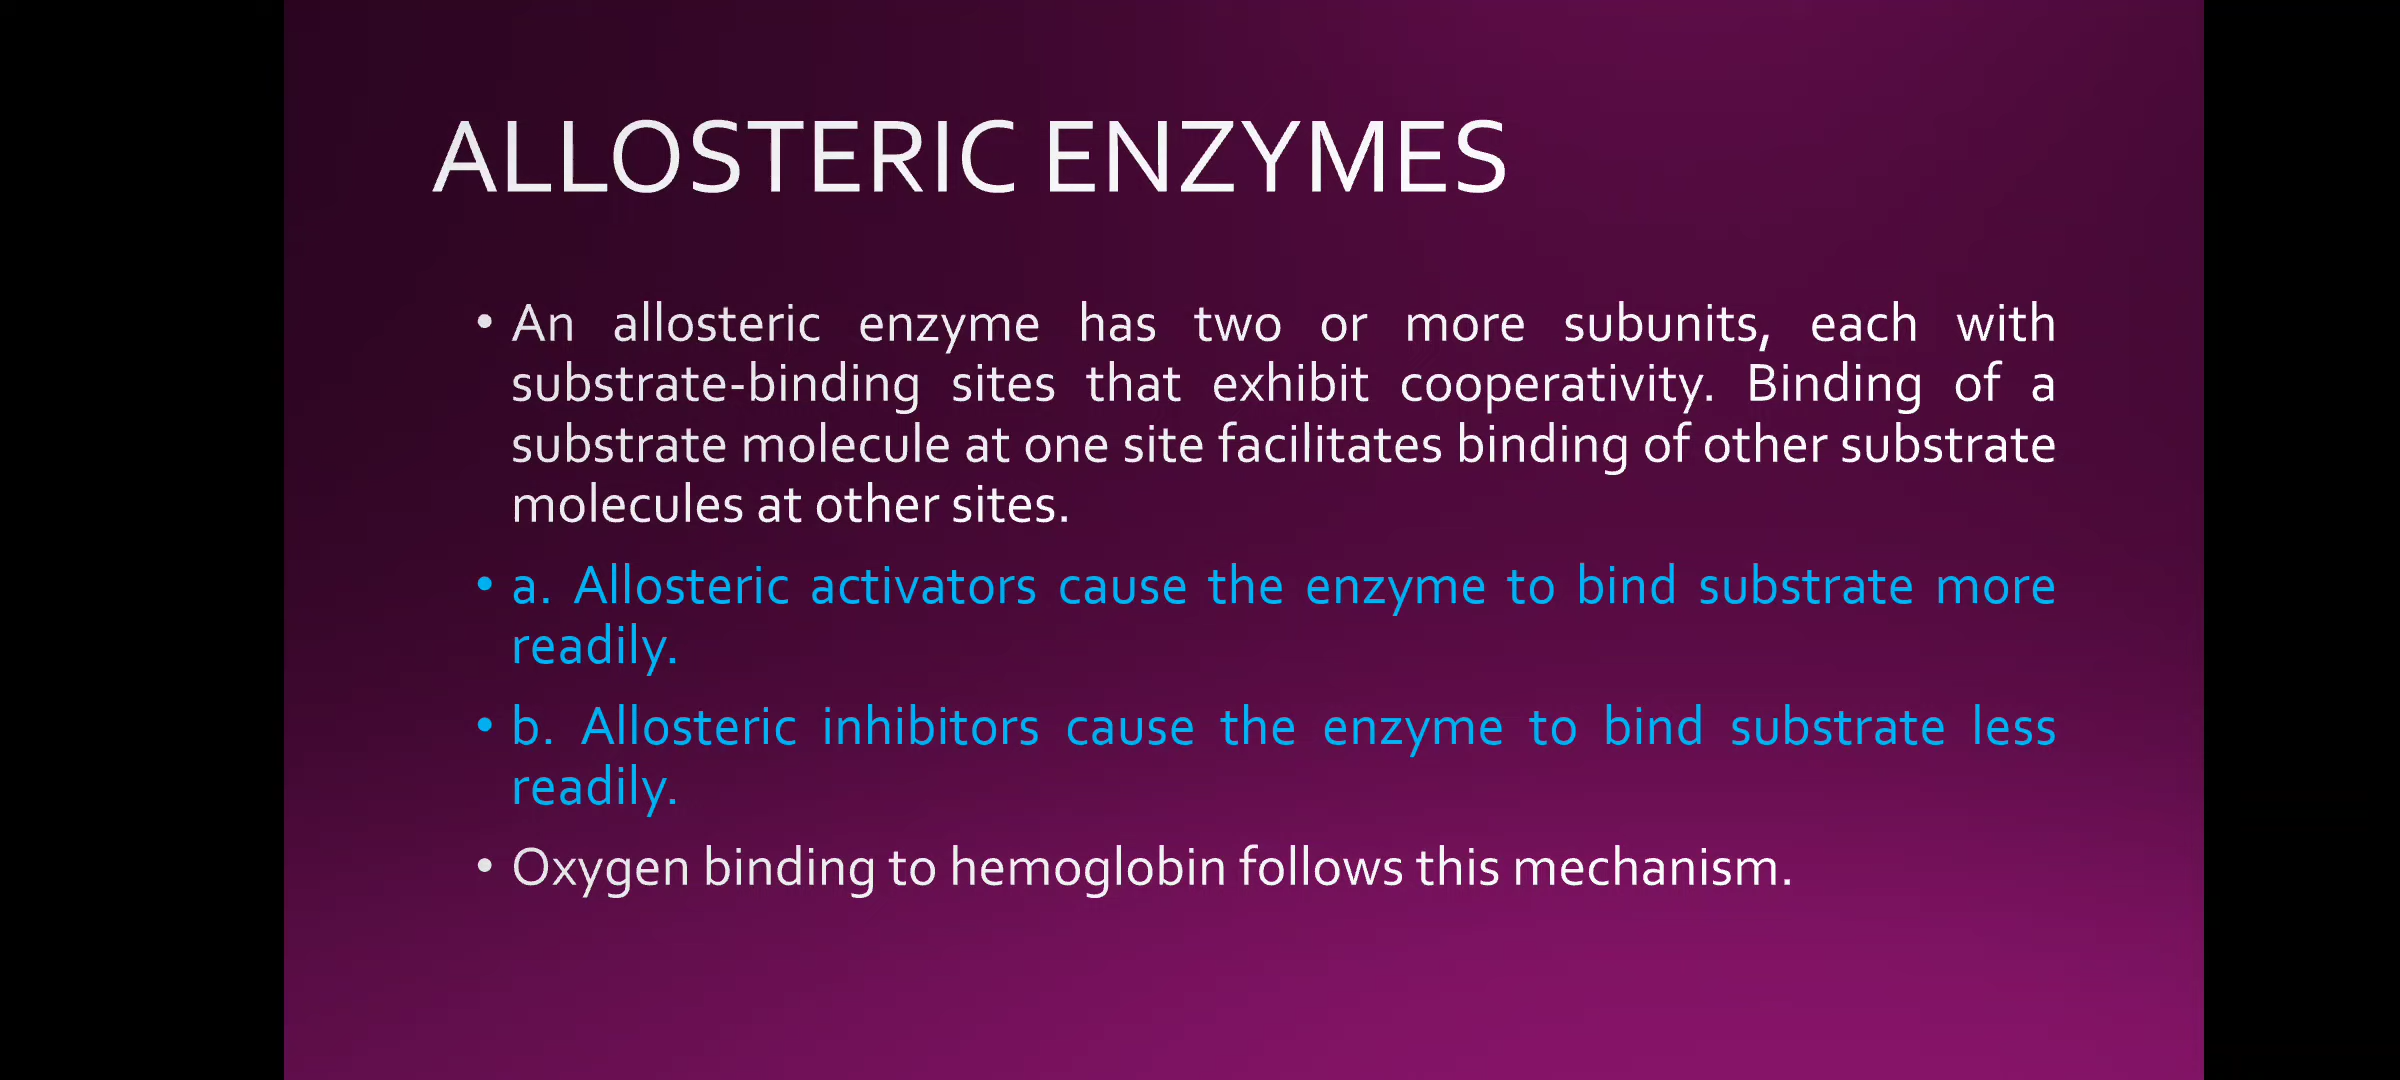 ALLOSTERIC ENZYMES
• An allosteric enzyme has two or more subunits, each with
substrate-binding sites that exhibit cooperativity. Binding of a
substrate molecule at one site facilitates binding of other substrate
molecules at other sites.
• a. Allosteric activators cause the enzyme to bind substrate more
readily.
• b. Allosteric inhibitors cause the enzyme to bind substrate less
readily.
• Oxygen binding to hemoglobin follows this mechanism.